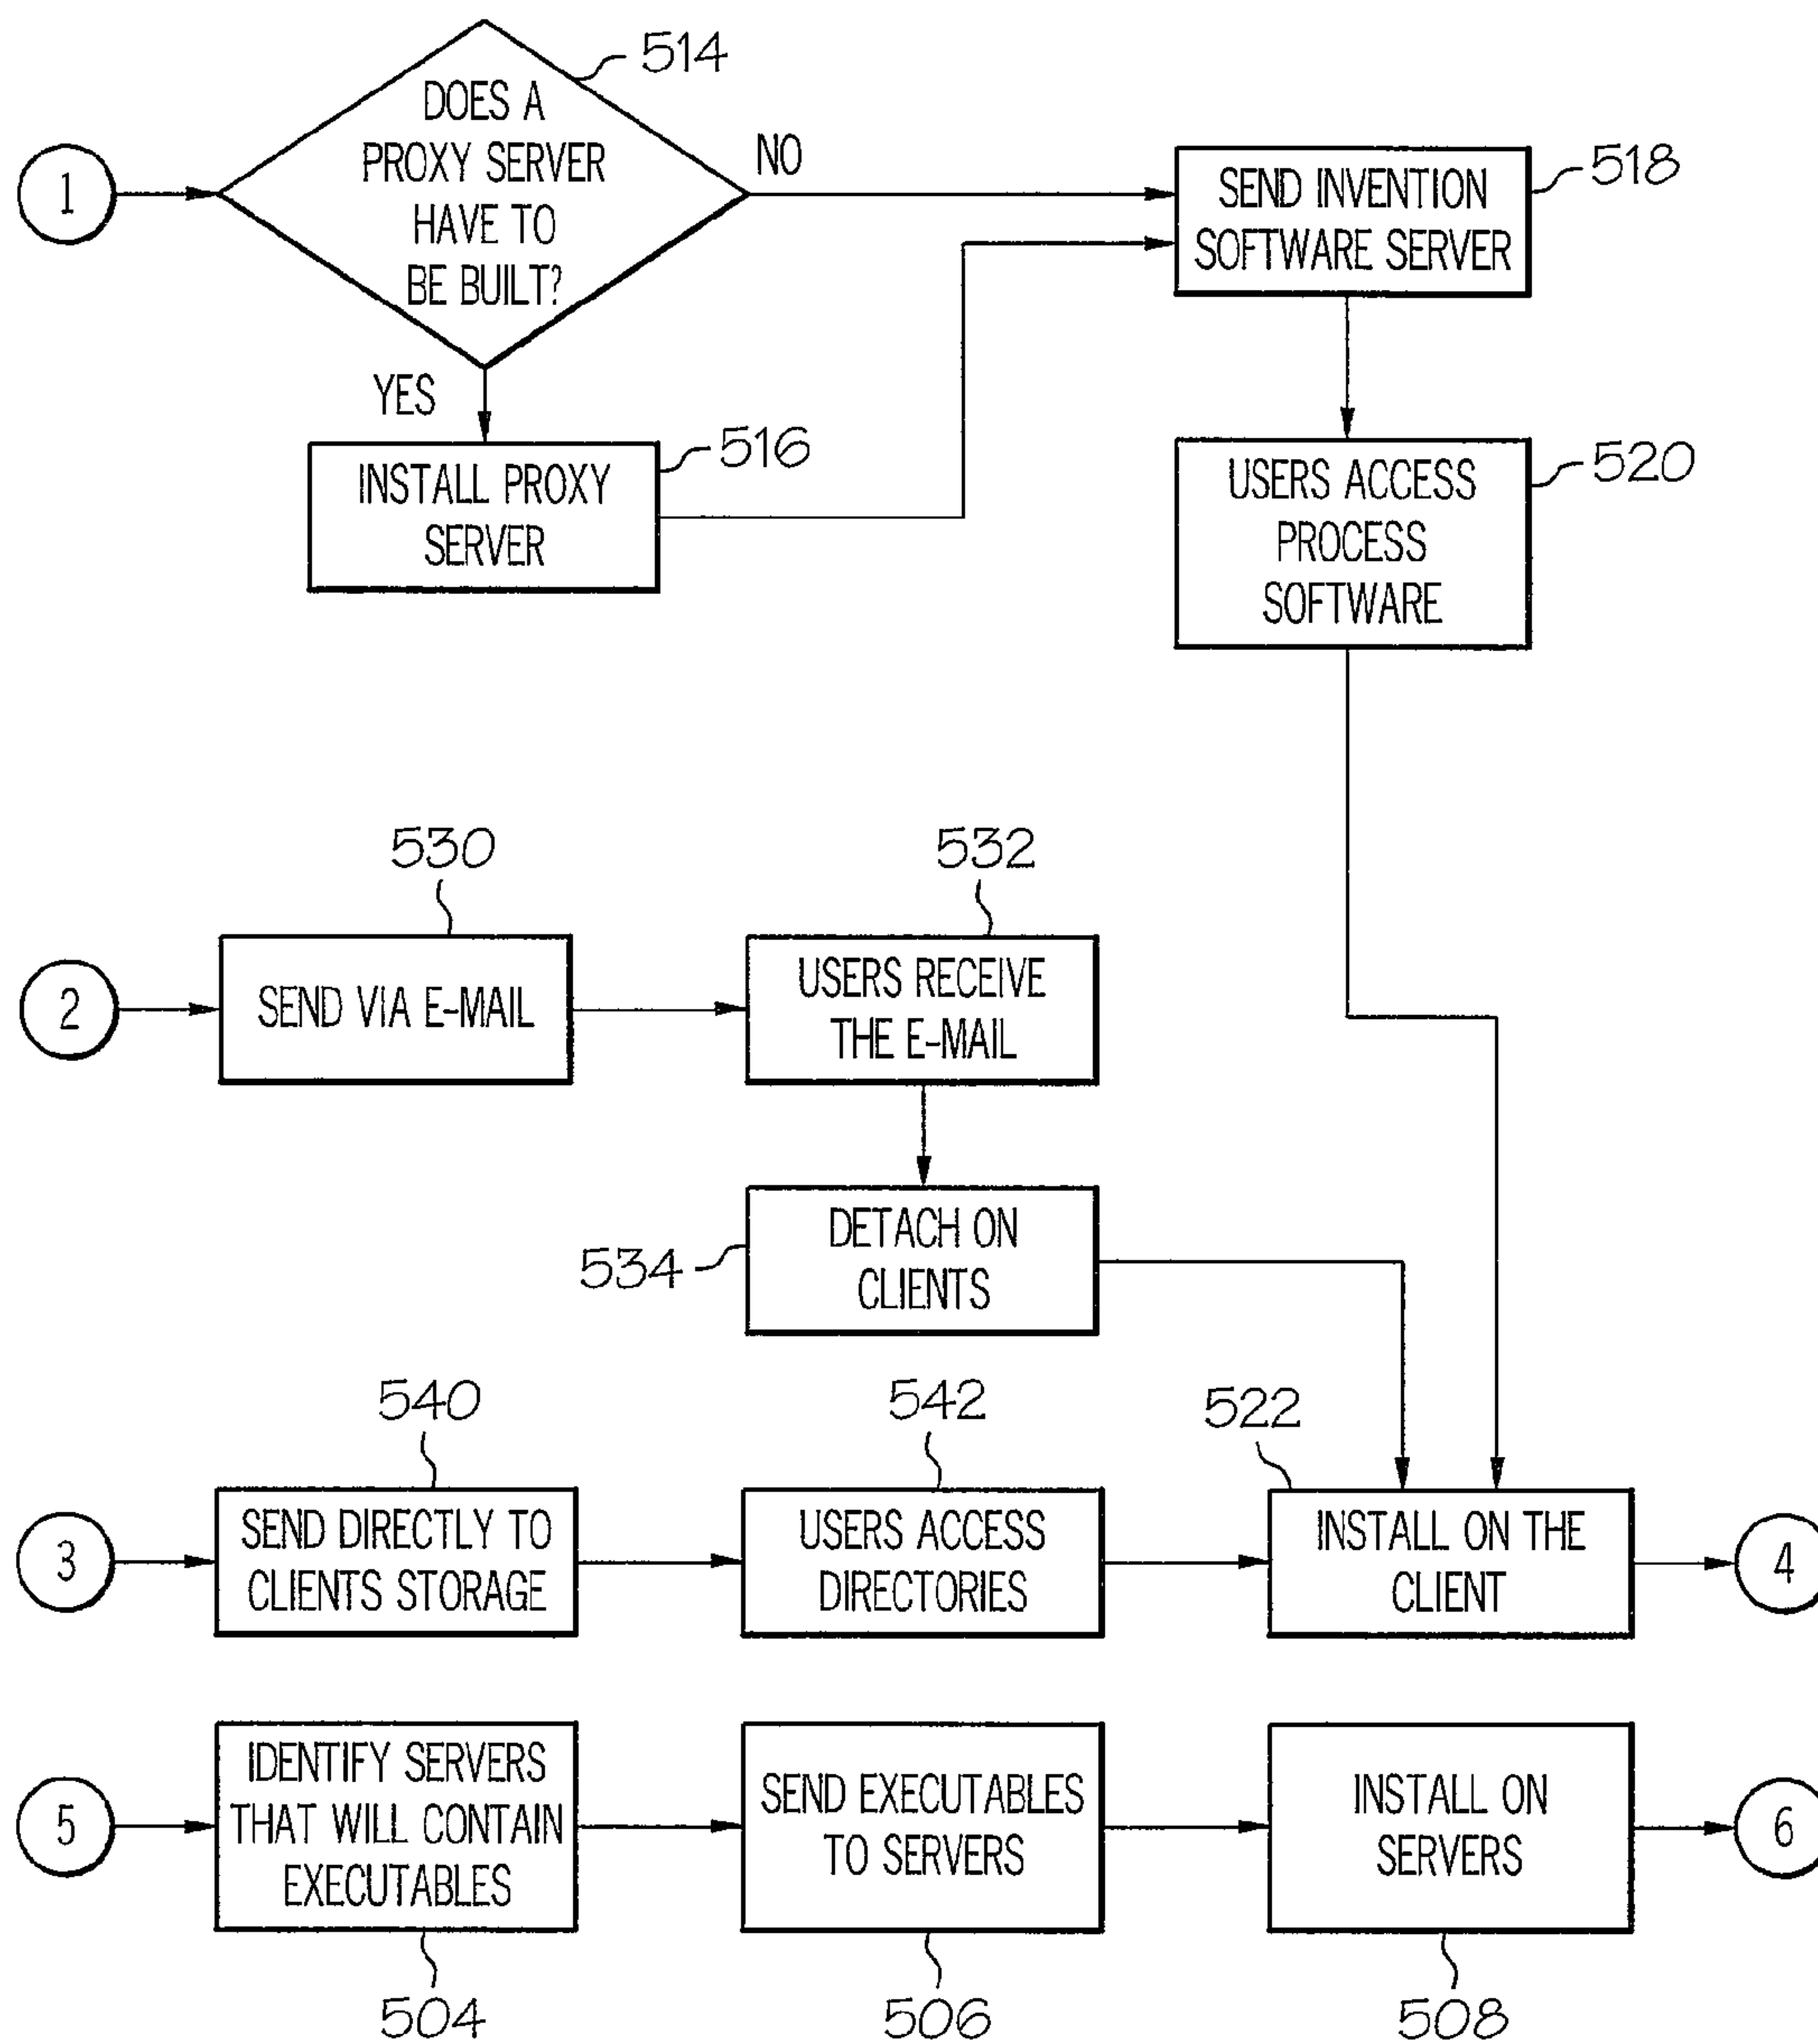 514
DOES A
PROXY SERVER
HAVE TO
BE BUILT?
1
NO
SEND INVENTION
SOFTWARE SERVER
518
YES
INSTALL PROXY
SERVER
516
USERS ACCESS
PROCESS
SOFTWARE
520
530
532
2
SEND VIA E-MAIL
USERS RECEIVE
THE E-MAIL
534
DETACH ON
CLIENTS
540
542
522
3
SEND DIRECTLY TO
CLIENTS STORAGE
USERS ACCESS
DIRECTORIES
INSTALL ON THE
CLIENT
4
5
IDENTIFY SERVERS
THAT WILL CONTAIN
EXECUTABLES
SEND EXECUTABLES
TO SERVERS
INSTALL ON
SERVERS
6
504
506
508